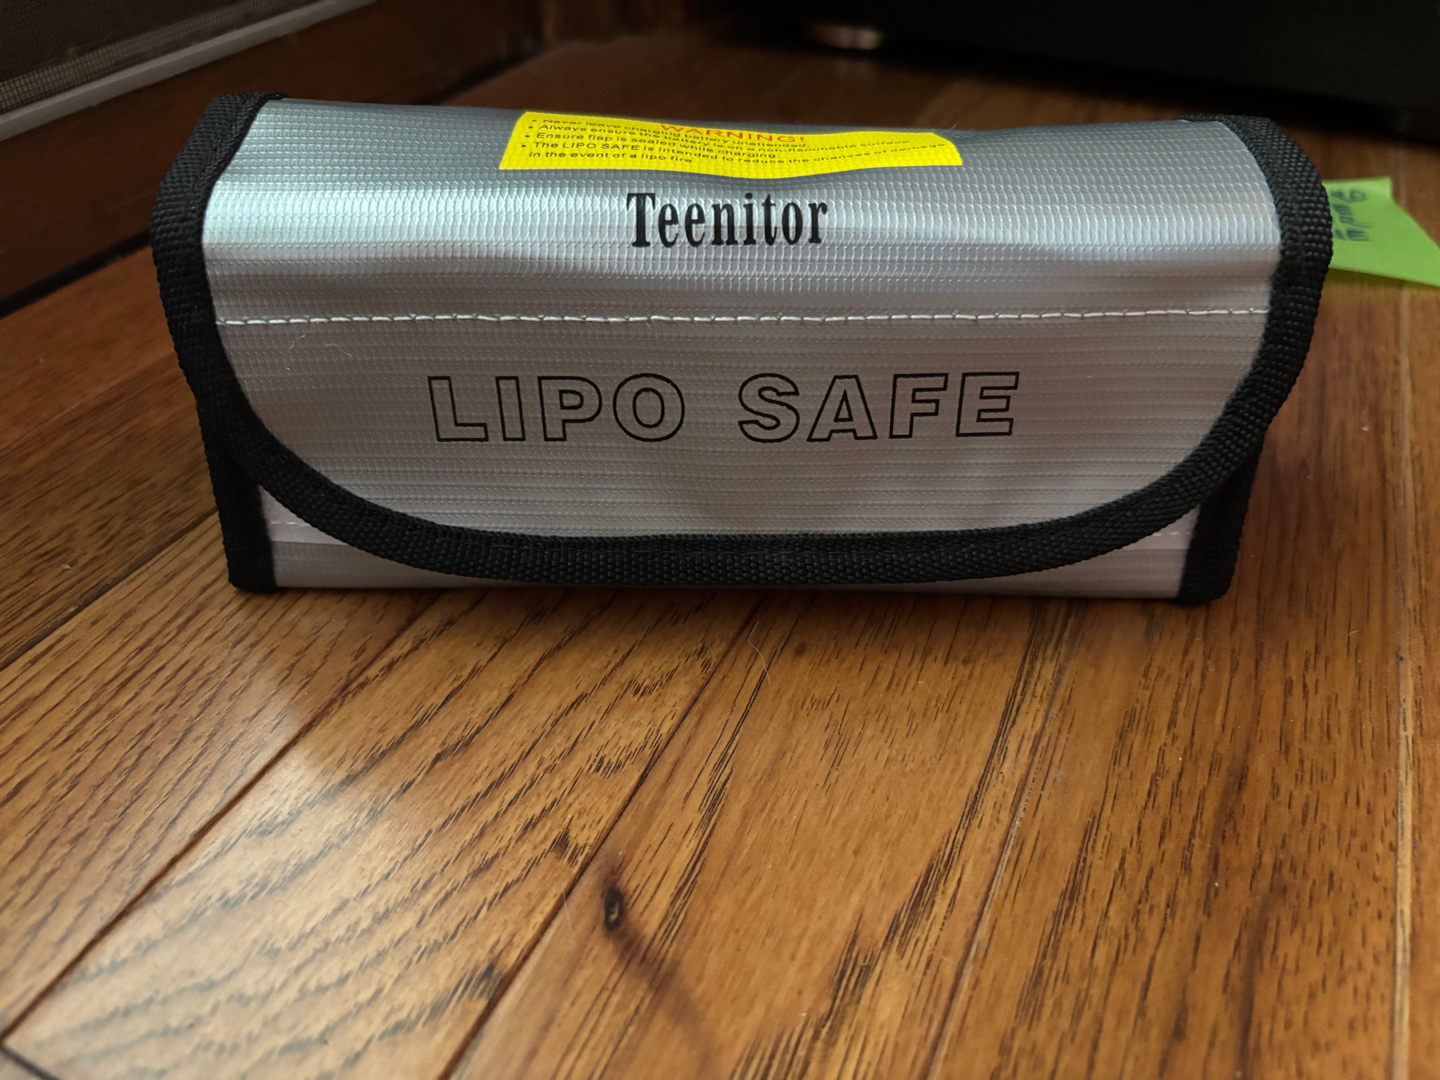 WARNING!
• Never leave charging battery unattended.
• Always ensure the battery is on a non-flammable surface
• Ensure flap is sealed while charging.
• The LIPO SAFE is intended to reduce the chances
in the event of a lipo fire
Teenitor
LIPO SAFE